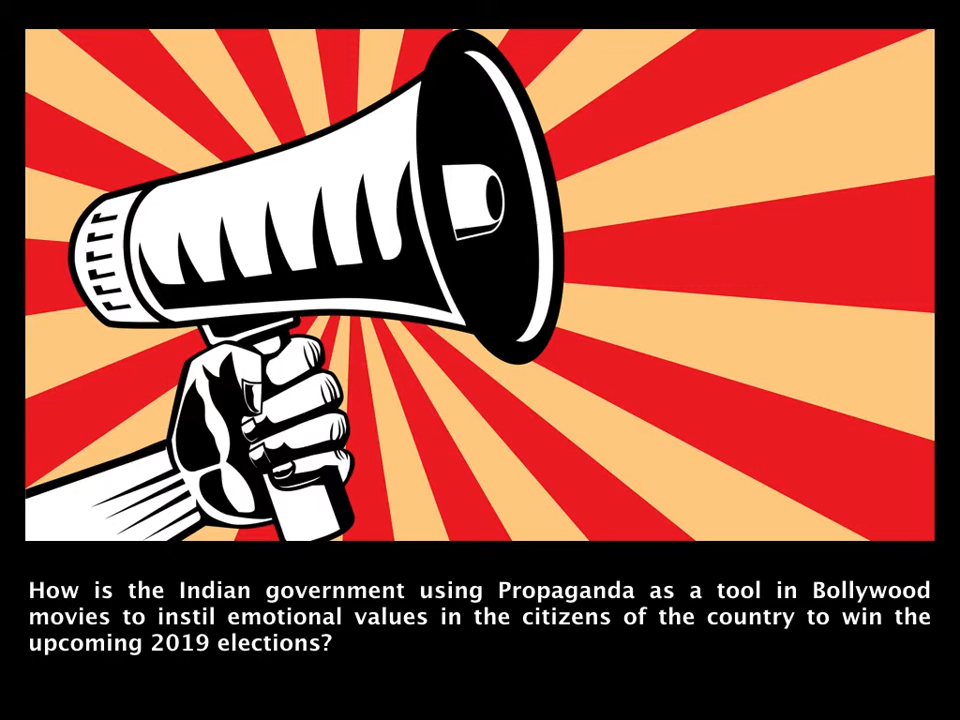 How is the Indian government using Propaganda as a tool in Bollywood
movies to instil emotional values in the citizens of the country to win the
upcoming 2019 elections?